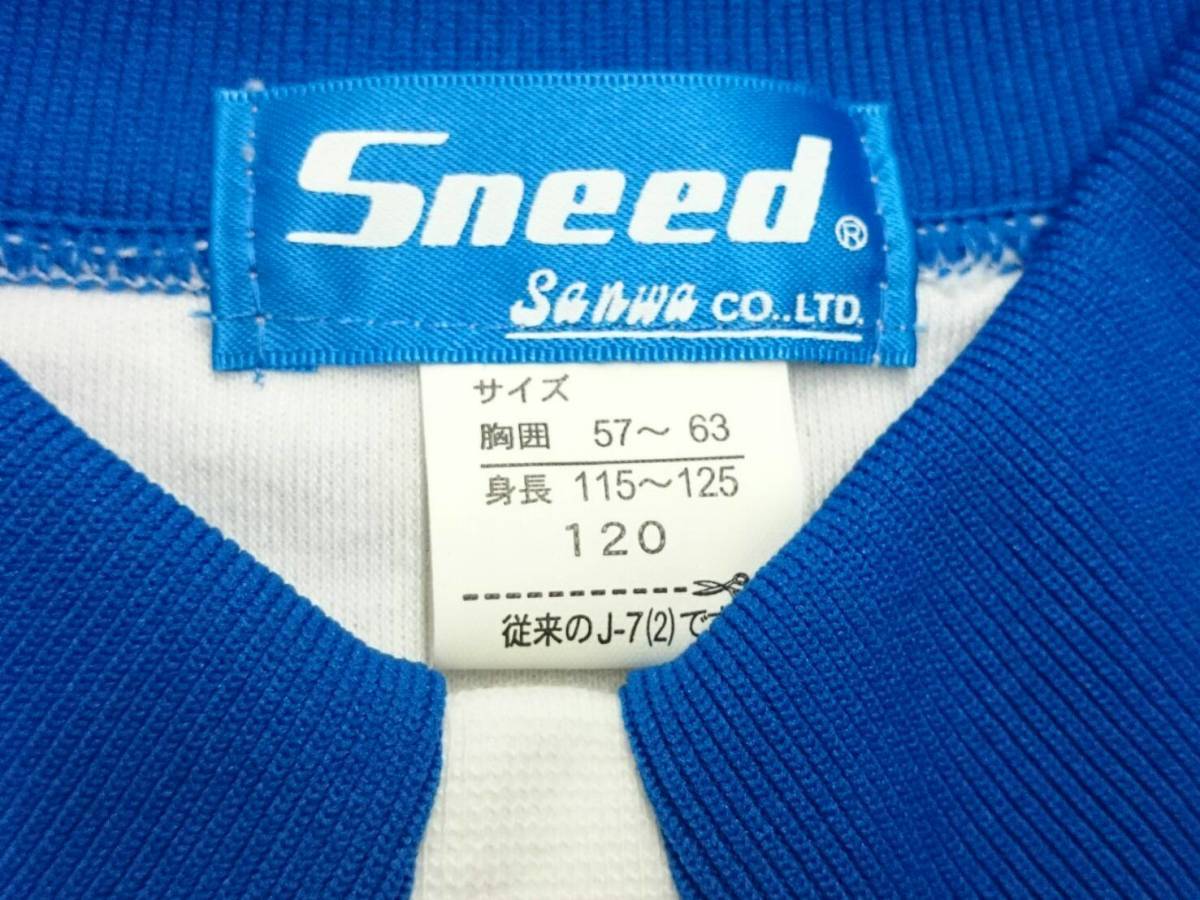 Sneed®
Sanwa CO.,LTD.
サイズ
胸囲 57〜 63
身長 115〜125
120
従来のJ-7(2)で